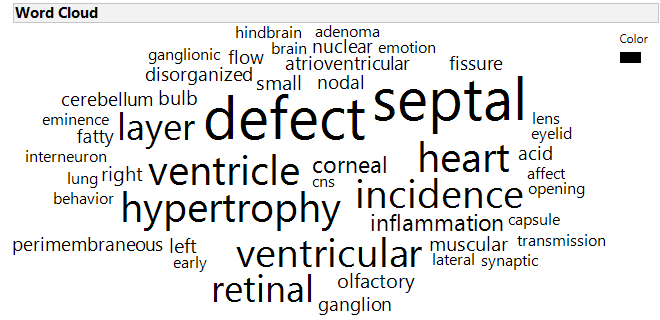 Word Cloud
Color
hindbrain adenoma
ganglionic flow brain nuclear emotion
disorganized atrioventricular fissure
small nodal
cerebellum bulb defect septal
eminence layer lens
fatty eyelid
interneuron ventricle corneal heart acid
lung right cns affect
behavior hypertrophy incidence opening
inflammation capsule
perimembraneous left ventricular muscular transmission
early lateral synaptic
retinal olfactory
ganglion